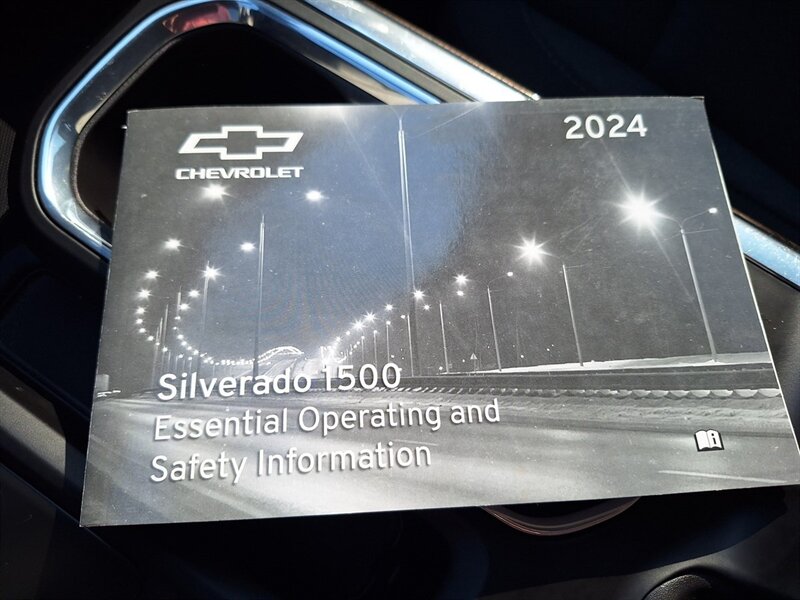 CHEVROLET
2024
Silverado 1500
Essential Operating and
Safety Information